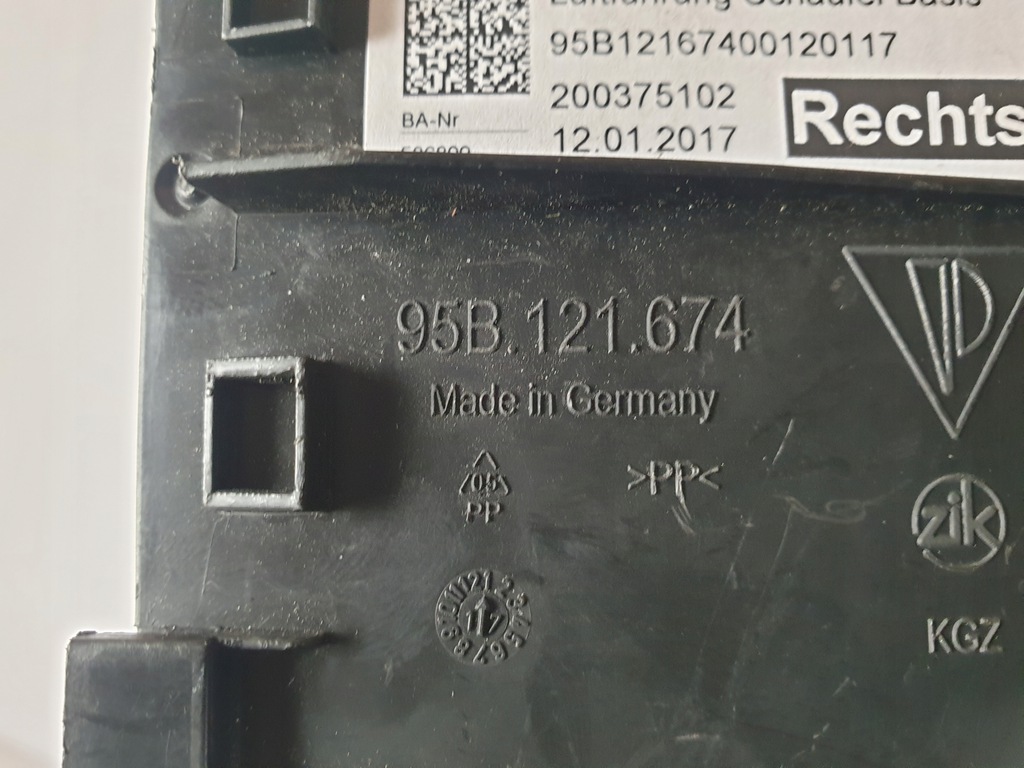 95B12167400120117
200375102
BA-Nr
12.01.2017
Rechts
95B.121.674
Made in Germany
05
PP
>PP<
zik
KGZ